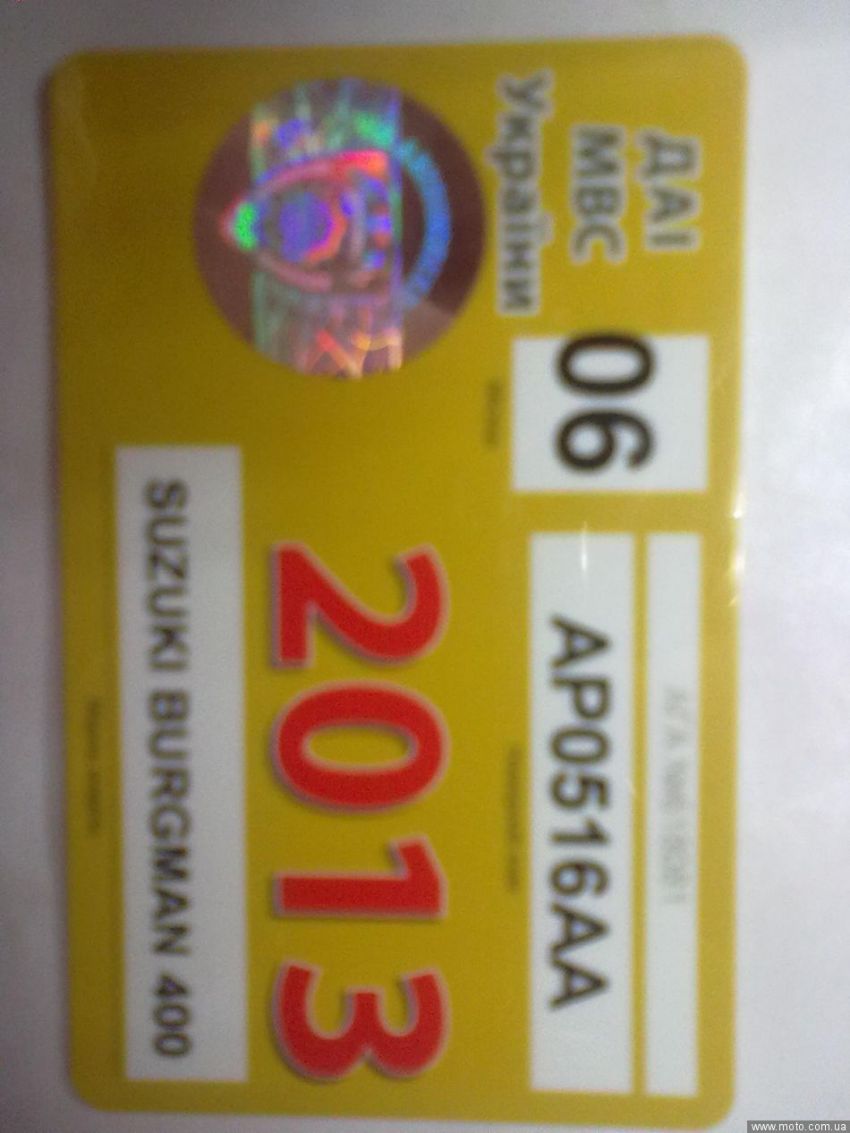 ДАІ
МВС
України
06
AP0516AA
2013
SUZUKI BURGMAN 400
www.moto.com.ua